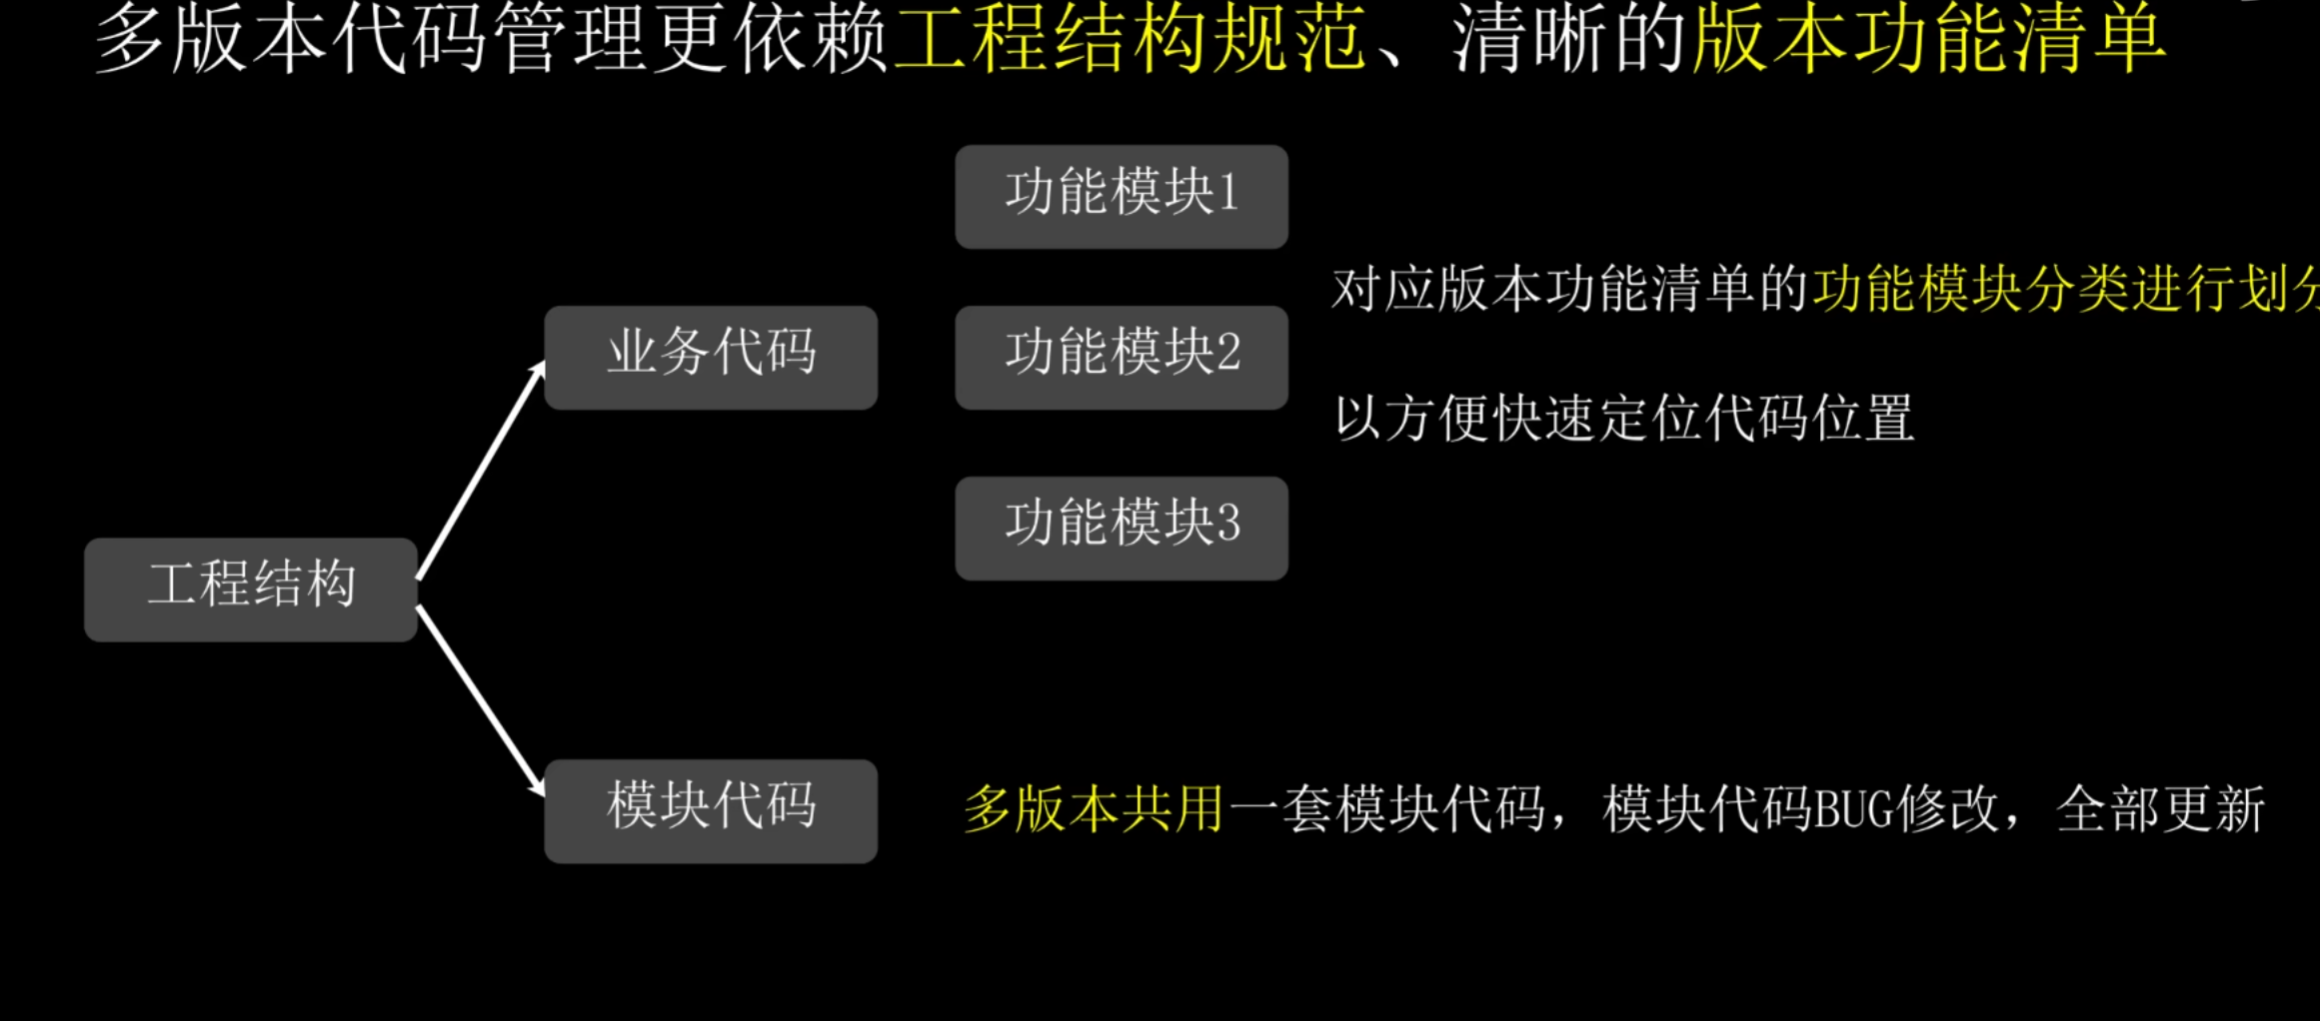 多版本代码管理更依赖工程结构规范、清晰的版本功能清单
功能模块1
对应版本功能清单的功能模块分类进行划分
业务代码
功能模块2
以方便快速定位代码位置
功能模块3
工程结构
模块代码
多版本共用一套模块代码，模块代码BUG修改，全部更新